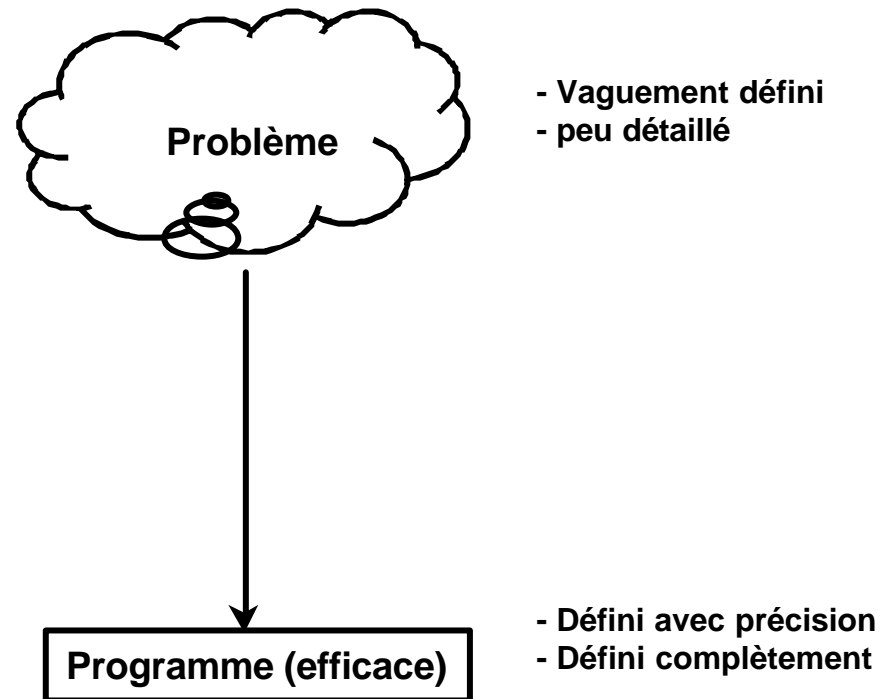 - Vaguement défini
- peu détaillé
Problème
- Défini avec précision
- Défini complètement
Programme (efficace)